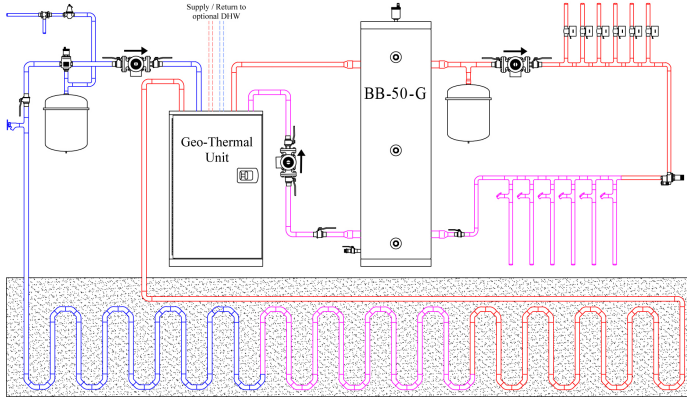 Supply / Return to
optional DHW
BB-50-G
Geo-Thermal
Unit